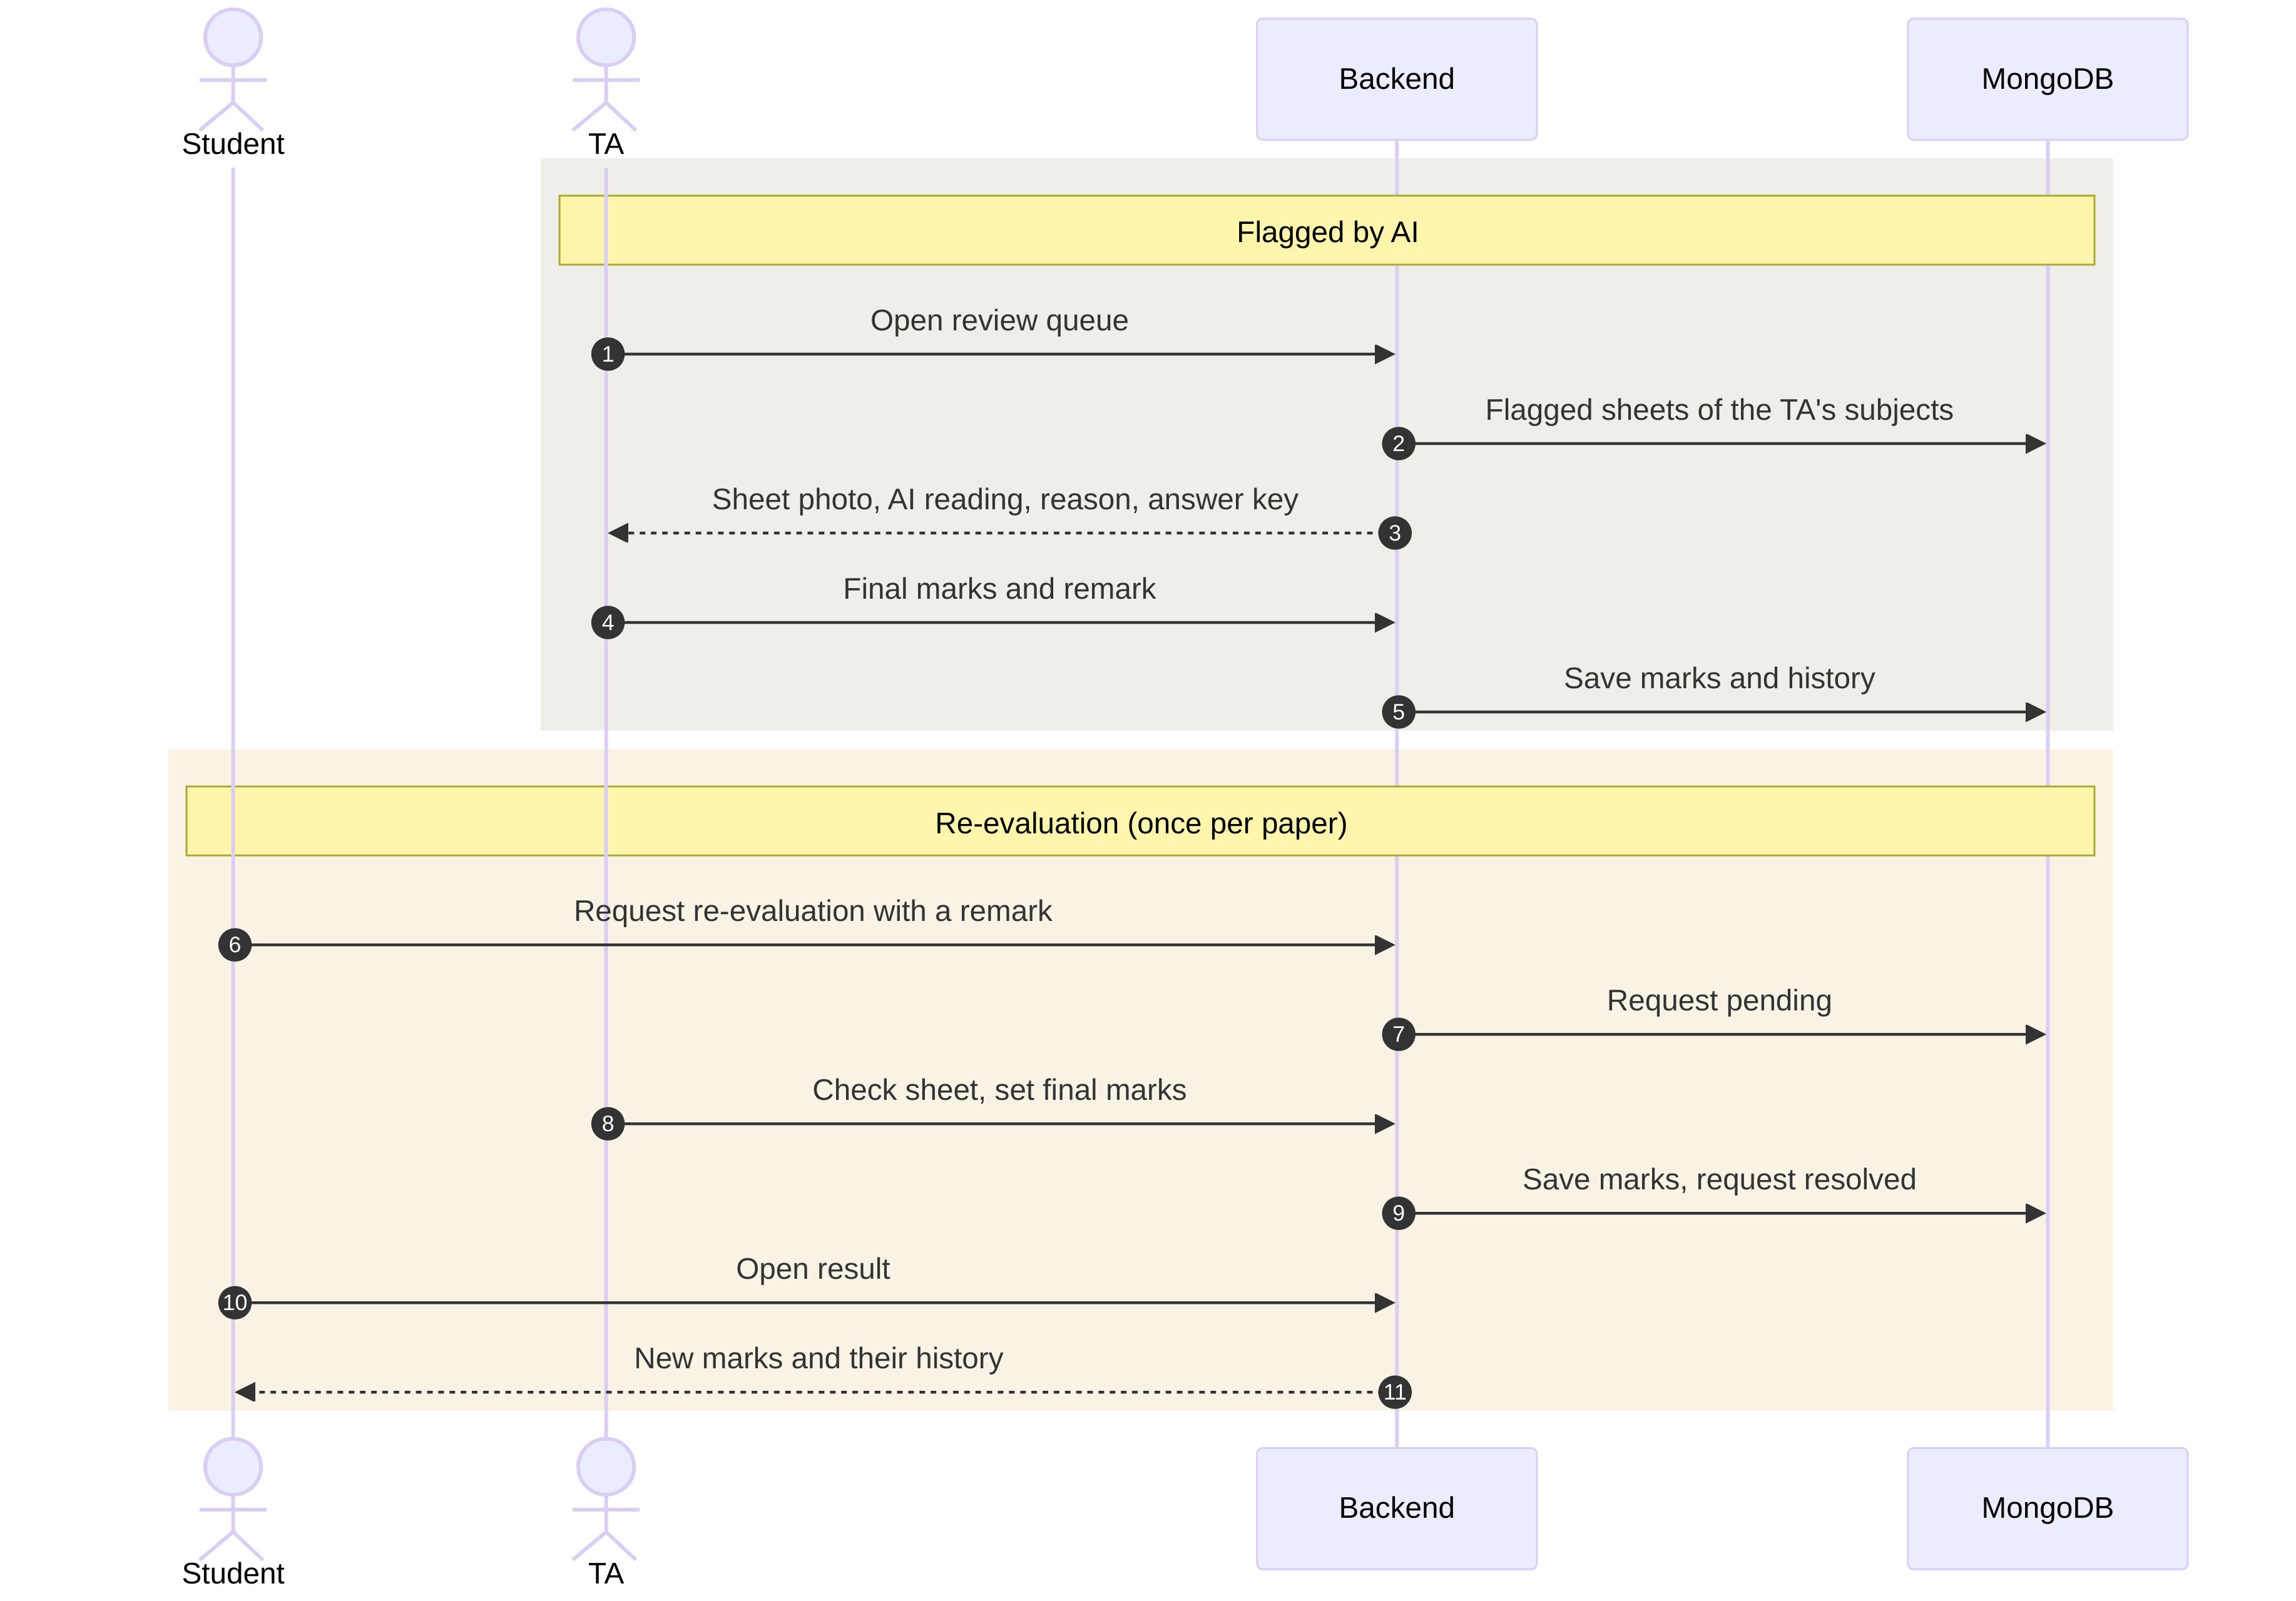 Student
TA
Backend
MongoDB
Flagged by AI
Open review queue
1
Flagged sheets of the TA's subjects
2
Sheet photo, AI reading, reason, answer key
3
Final marks and remark
4
Save marks and history
5
Re-evaluation (once per paper)
Request re-evaluation with a remark
6
Request pending
7
Check sheet, set final marks
8
Save marks, request resolved
9
Open result
10
New marks and their history
11
Student
TA
Backend
MongoDB